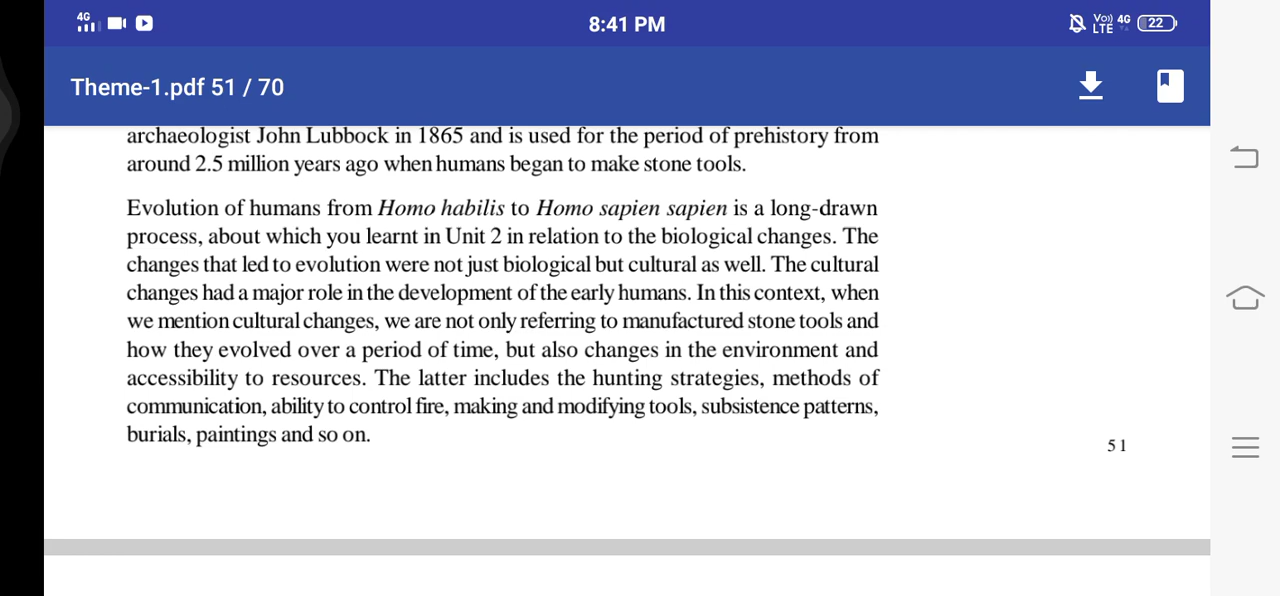 4G
8:41 PM
Vo) 4G
LTE
22
Theme-1.pdf 51 / 70
archaeologist John Lubbock in 1865 and is used for the period of prehistory from
around 2.5 million years ago when humans began to make stone tools.
Evolution of humans from Homo habilis to Homo sapien sapien is a long-drawn
process, about which you learnt in Unit 2 in relation to the biological changes. The
changes that led to evolution were not just biological but cultural as well. The cultural
changes had a major role in the development of the early humans. In this context, when
we mention cultural changes, we are not only referring to manufactured stone tools and
how they evolved over a period of time, but also changes in the environment and
accessibility to resources. The latter includes the hunting strategies, methods of
communication, ability to control fire, making and modifying tools, subsistence patterns,
burials, paintings and so on.
51